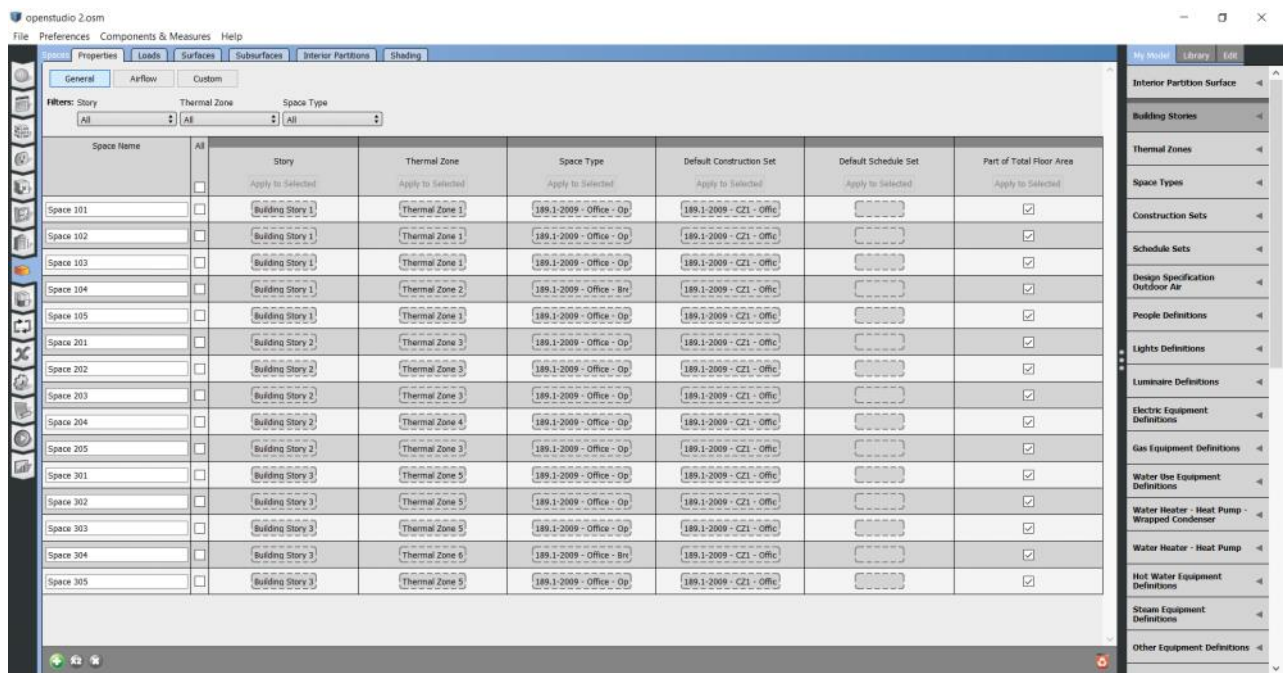 openstudio 2.osm
File Preferences Components & Measures Help
Spaces Properties Loads Surfaces Subsurfaces Interior Partitions Shading
My Model Library Edit
General Airflow Custom
Filters: Story Thermal Zone Space Type
All All All
Space Name All Story Thermal Zone Space Type Default Construction Set Default Schedule Set Part of Total Floor Area
Apply to Selected Apply to Selected Apply to Selected Apply to Selected Apply to Selected Apply to Selected
Space 101 Building Story 1 Thermal Zone 1 189.1-2009 - Office - Op 189.1-2009 - CZ1 - Offic
Space 102 Building Story 1 Thermal Zone 1 189.1-2009 - Office - Op 189.1-2009 - CZ1 - Offic
Space 103 Building Story 1 Thermal Zone 1 189.1-2009 - Office - Op 189.1-2009 - CZ1 - Offic
Space 104 Building Story 1 Thermal Zone 2 189.1-2009 - Office - Bre 189.1-2009 - CZ1 - Offic
Space 105 Building Story 1 Thermal Zone 1 189.1-2009 - Office - Op 189.1-2009 - CZ1 - Offic
Space 201 Building Story 2 Thermal Zone 3 189.1-2009 - Office - Op 189.1-2009 - CZ1 - Offic
Space 202 Building Story 2 Thermal Zone 3 189.1-2009 - Office - Op 189.1-2009 - CZ1 - Offic
Space 203 Building Story 2 Thermal Zone 3 189.1-2009 - Office - Op 189.1-2009 - CZ1 - Offic
Space 204 Building Story 2 Thermal Zone 4 189.1-2009 - Office - Op 189.1-2009 - CZ1 - Offic
Space 205 Building Story 2 Thermal Zone 3 189.1-2009 - Office - Op 189.1-2009 - CZ1 - Offic
Space 301 Building Story 3 Thermal Zone 5 189.1-2009 - Office - Op 189.1-2009 - CZ1 - Offic
Space 302 Building Story 3 Thermal Zone 5 189.1-2009 - Office - Op 189.1-2009 - CZ1 - Offic
Space 303 Building Story 3 Thermal Zone 5 189.1-2009 - Office - Op 189.1-2009 - CZ1 - Offic
Space 304 Building Story 3 Thermal Zone 6 189.1-2009 - Office - Bre 189.1-2009 - CZ1 - Offic
Space 305 Building Story 3 Thermal Zone 5 189.1-2009 - Office - Op 189.1-2009 - CZ1 - Offic
x2
Interior Partition Surface
Building Stories
Thermal Zones
Space Types
Construction Sets
Schedule Sets
Design Specification
Outdoor Air
People Definitions
Lights Definitions
Luminaire Definitions
Electric Equipment
Definitions
Gas Equipment Definitions
Water Use Equipment
Definitions
Water Heater - Heat Pump -
Wrapped Condenser
Water Heater - Heat Pump
Hot Water Equipment
Definitions
Steam Equipment
Definitions
Other Equipment Definitions